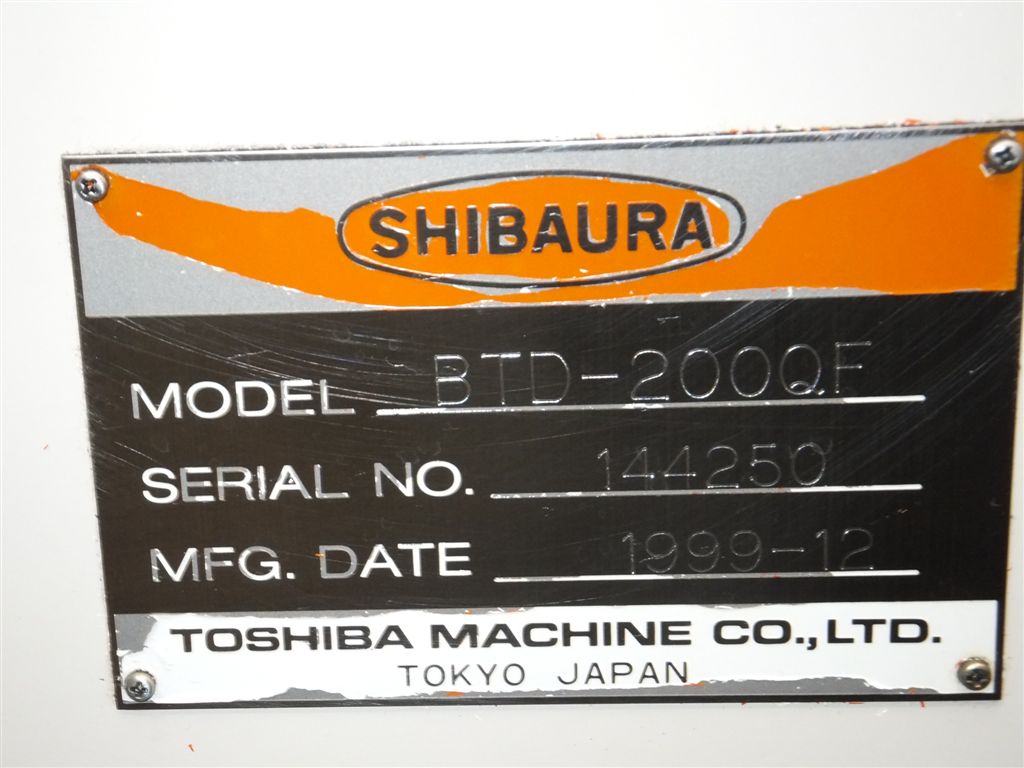 SHIBAURA
MODEL BTD-200QF
SERIAL NO. 144250
MFG. DATE 1999-12
TOSHIBA MACHINE CO.,LTD.
TOKYO JAPAN